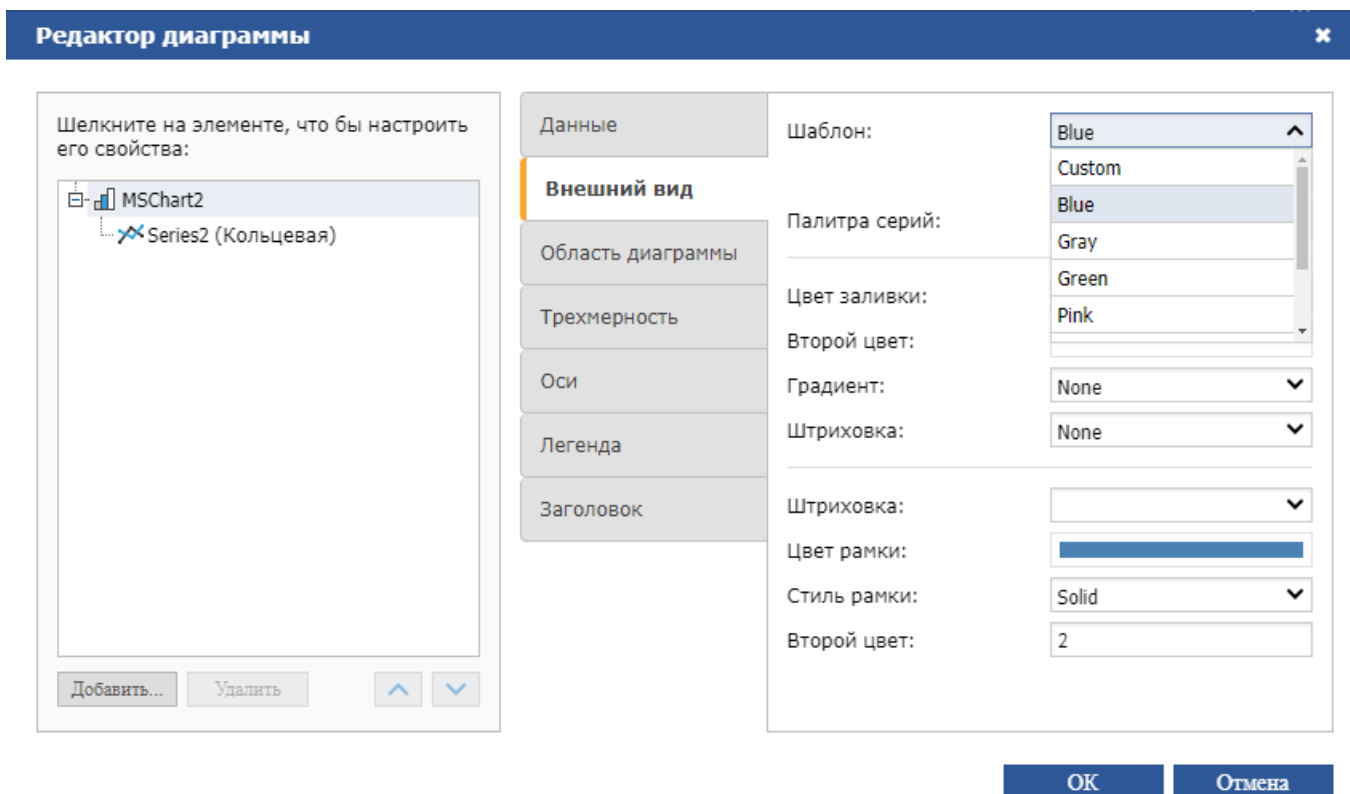 Редактор диаграммы
Шелкните на элементе, что бы настроить
его свойства:
MSChart2
Series2 (Кольцевая)
Добавить...
Удалить
Данные
Внешний вид
Область диаграммы
Трехмерность
Оси
Легенда
Заголовок
Шаблон:
Blue
Custom
Blue
Gray
Green
Pink
Палитра серий:
Цвет заливки:
Второй цвет:
Градиент:
None
Штриховка:
None
Штриховка:
Цвет рамки:
Стиль рамки:
Solid
Второй цвет:
2
OK
Отмена